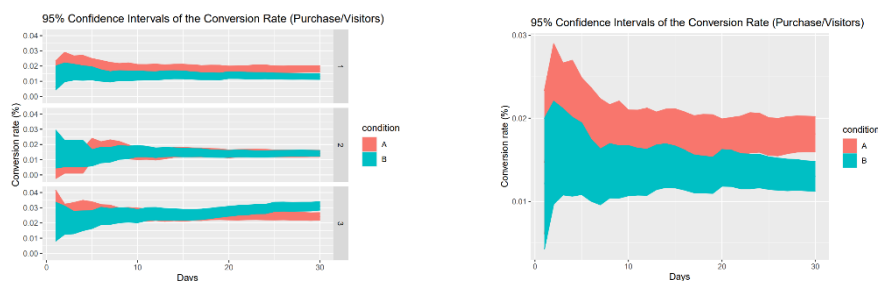 95% Confidence Intervals of the Conversion Rate (Purchase/Visitors)
Conversion rate (%)
0.04
0.03
0.02
0.01
0.00
1
0.04
0.03
0.02
0.01
0.00
2
0.04
0.03
0.02
0.01
0.00
3
0
10
20
30
Days
condition
A
B
95% Confidence Intervals of the Conversion Rate (Purchase/Visitors)
Conversion rate (%)
0.03
0.02
0.01
0
10
20
30
Days
condition
A
B